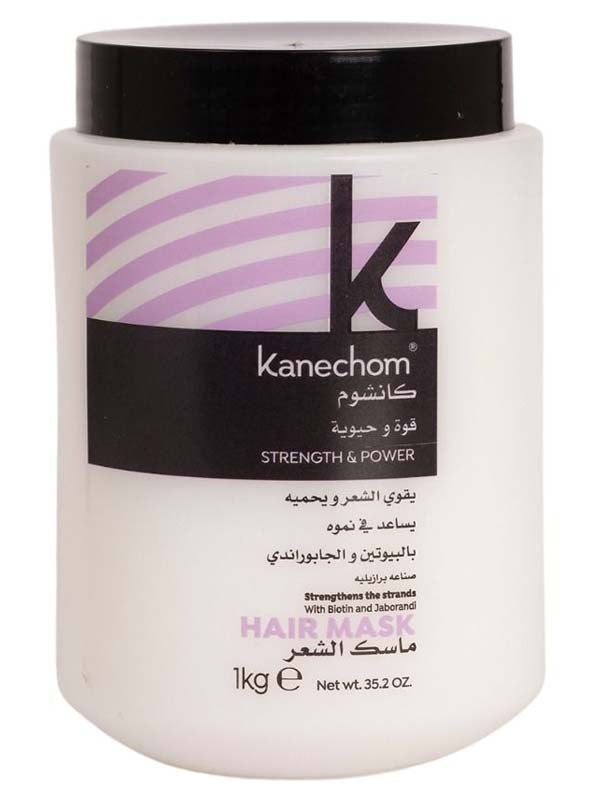 k
kanechom®
كانشوم
قوة و حيوية
STRENGTH & POWER
يقوي الشعر و يحميه
يساعد في نموه
بالبيوتين و الجابوراندي
صناعه برازيليه
Strengthens the strands
With Biotin and Jaborandi
HAIR MASK
ماسك الشعر
1kg ℮ Net wt. 35.2 OZ.